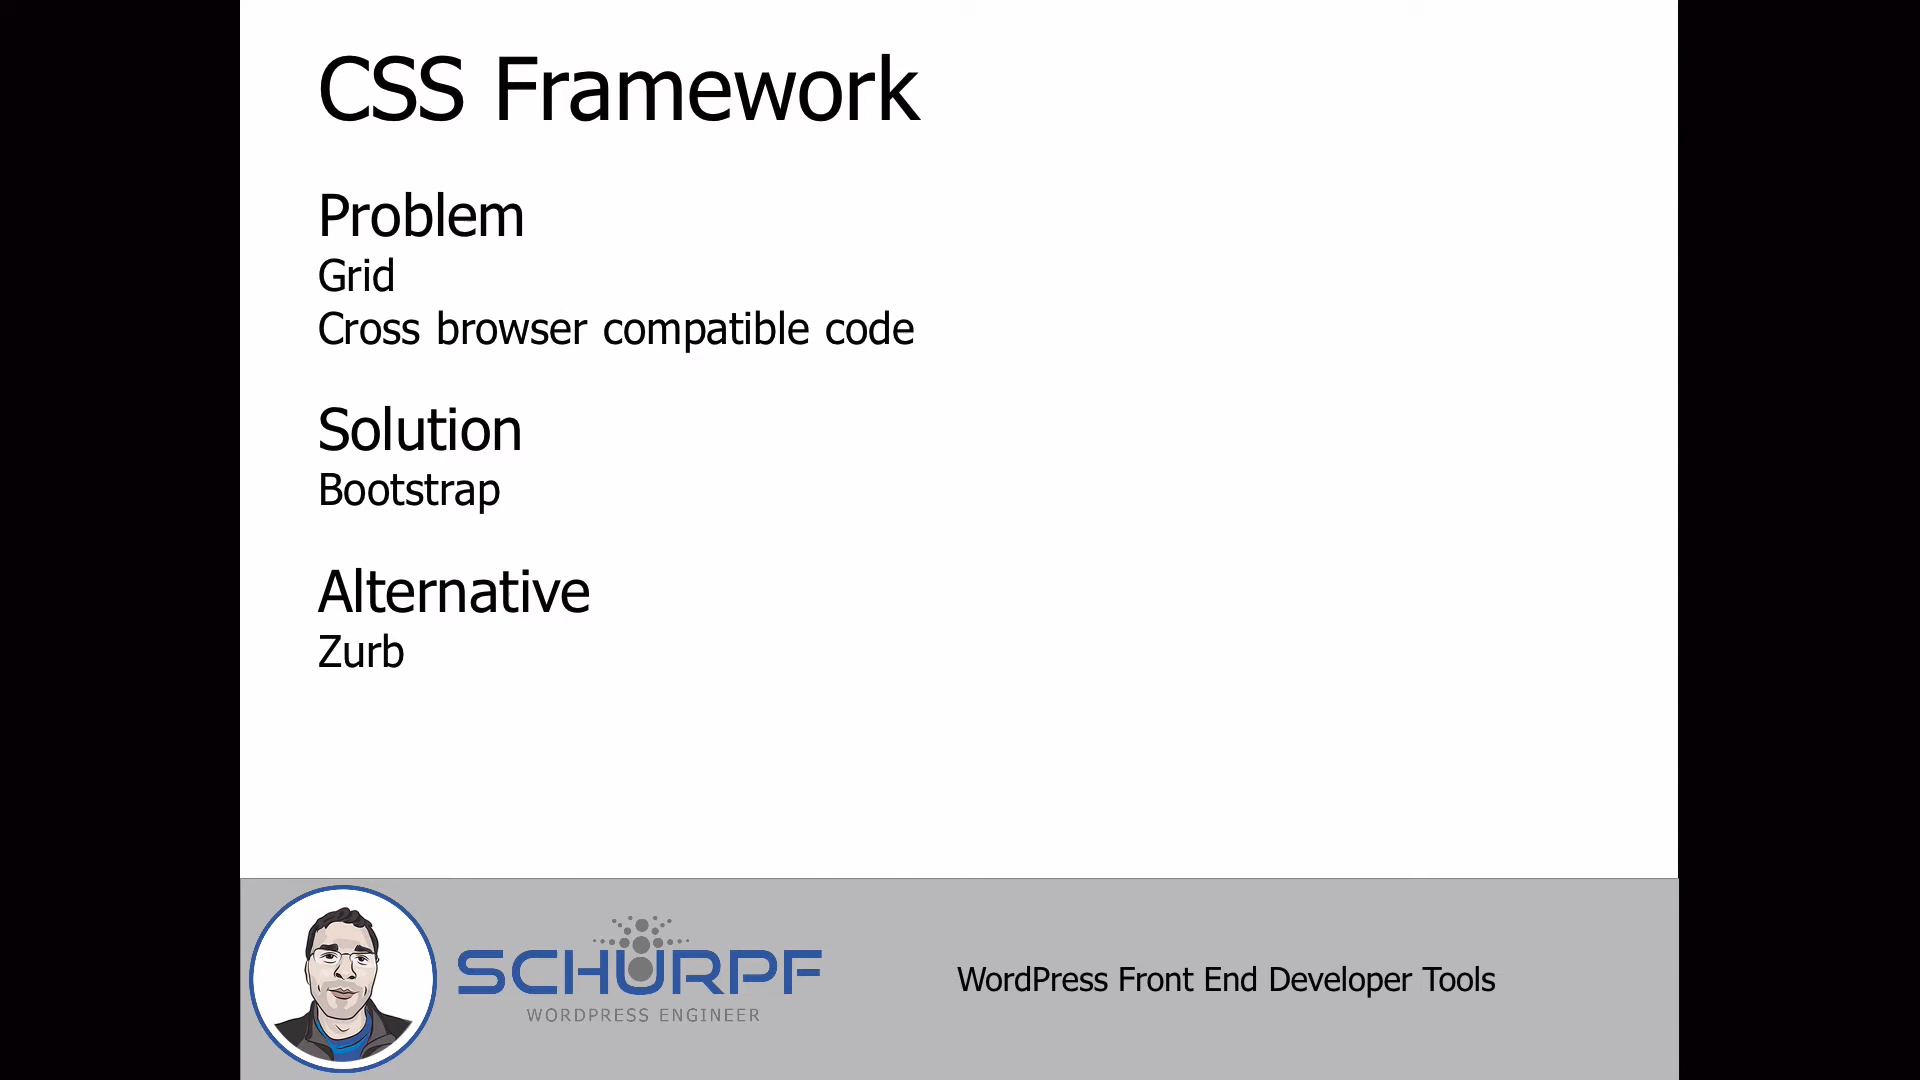 CSS Framework
Problem
Grid
Cross browser compatible code
Solution
Bootstrap
Alternative
Zurb
SCHURPF
WORDPRESS ENGINEER
WordPress Front End Developer Tools